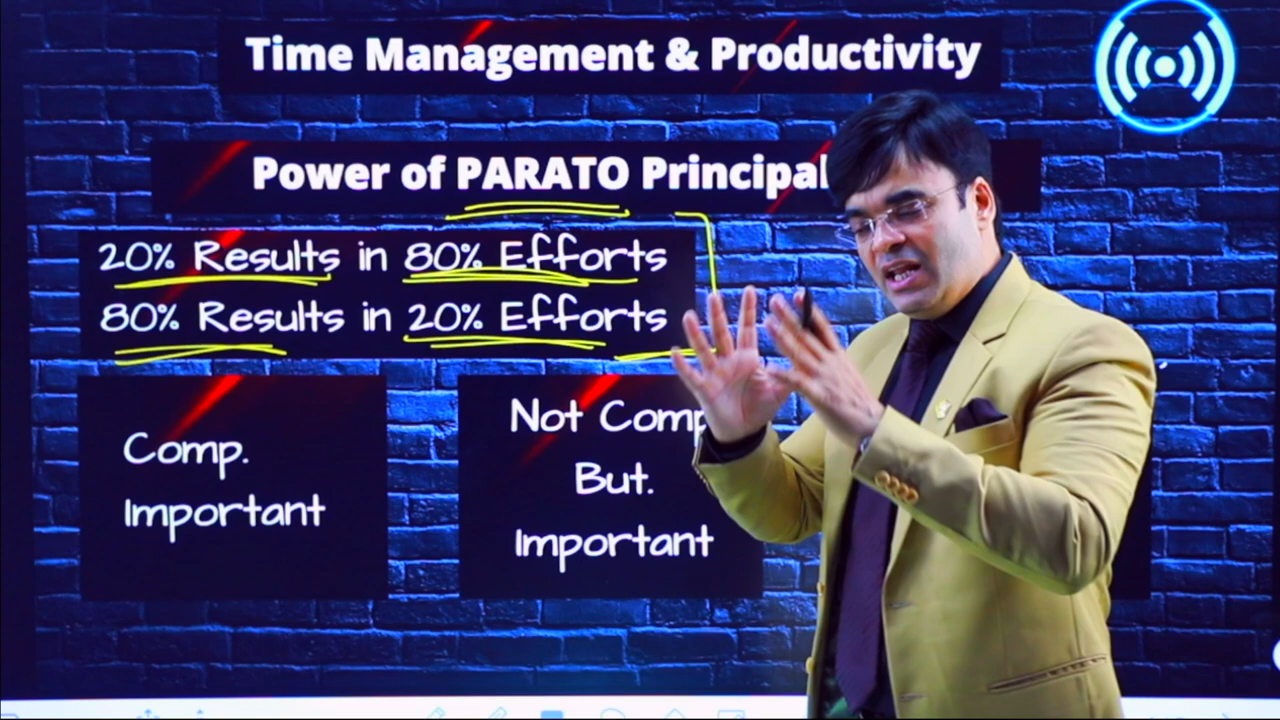 Time Management & Productivity
Power of PARATO Principal
20% Results in 80% Efforts
80% Results in 20% Efforts
Comp.
Important
Not Comp
But.
Important